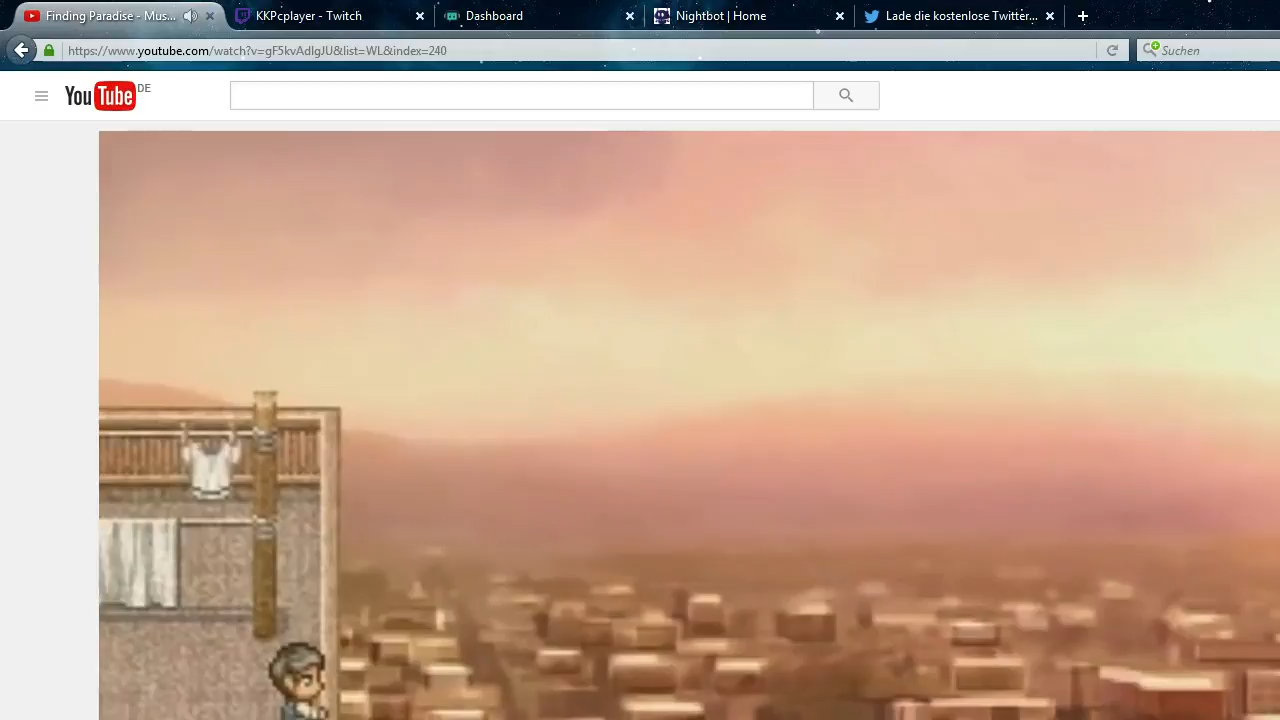 Finding Paradise - Mus...
KKPcplayer - Twitch
Dashboard
Nightbot | Home
Lade die kostenlose Twitter...
https://www.youtube.com/watch?v=gF5kvAdIgJU&list=WL&index=240
Suchen
YouTube DE